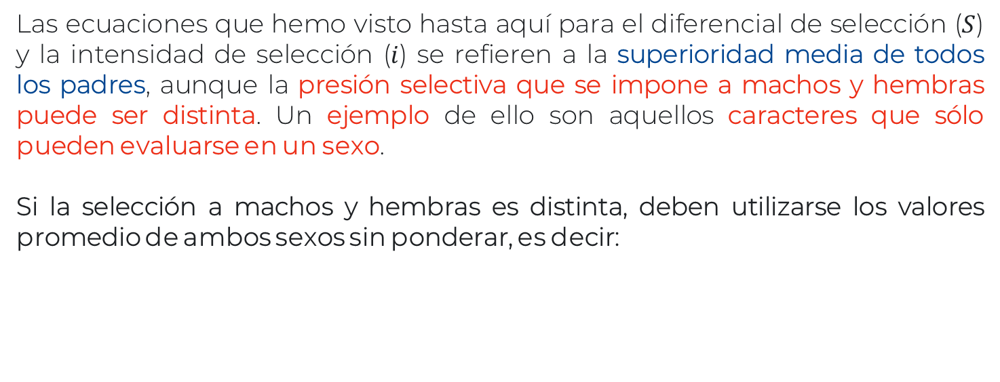 Las ecuaciones que hemo visto hasta aquí para el diferencial de selección (S)
y la intensidad de selección (i) se refieren a la superioridad media de todos
los padres, aunque la presión selectiva que se impone a machos y hembras
puede ser distinta. Un ejemplo de ello son aquellos caracteres que sólo
pueden evaluarse en un sexo.
Si la selección a machos y hembras es distinta, deben utilizarse los valores
promedio de ambos sexos sin ponderar, es decir: